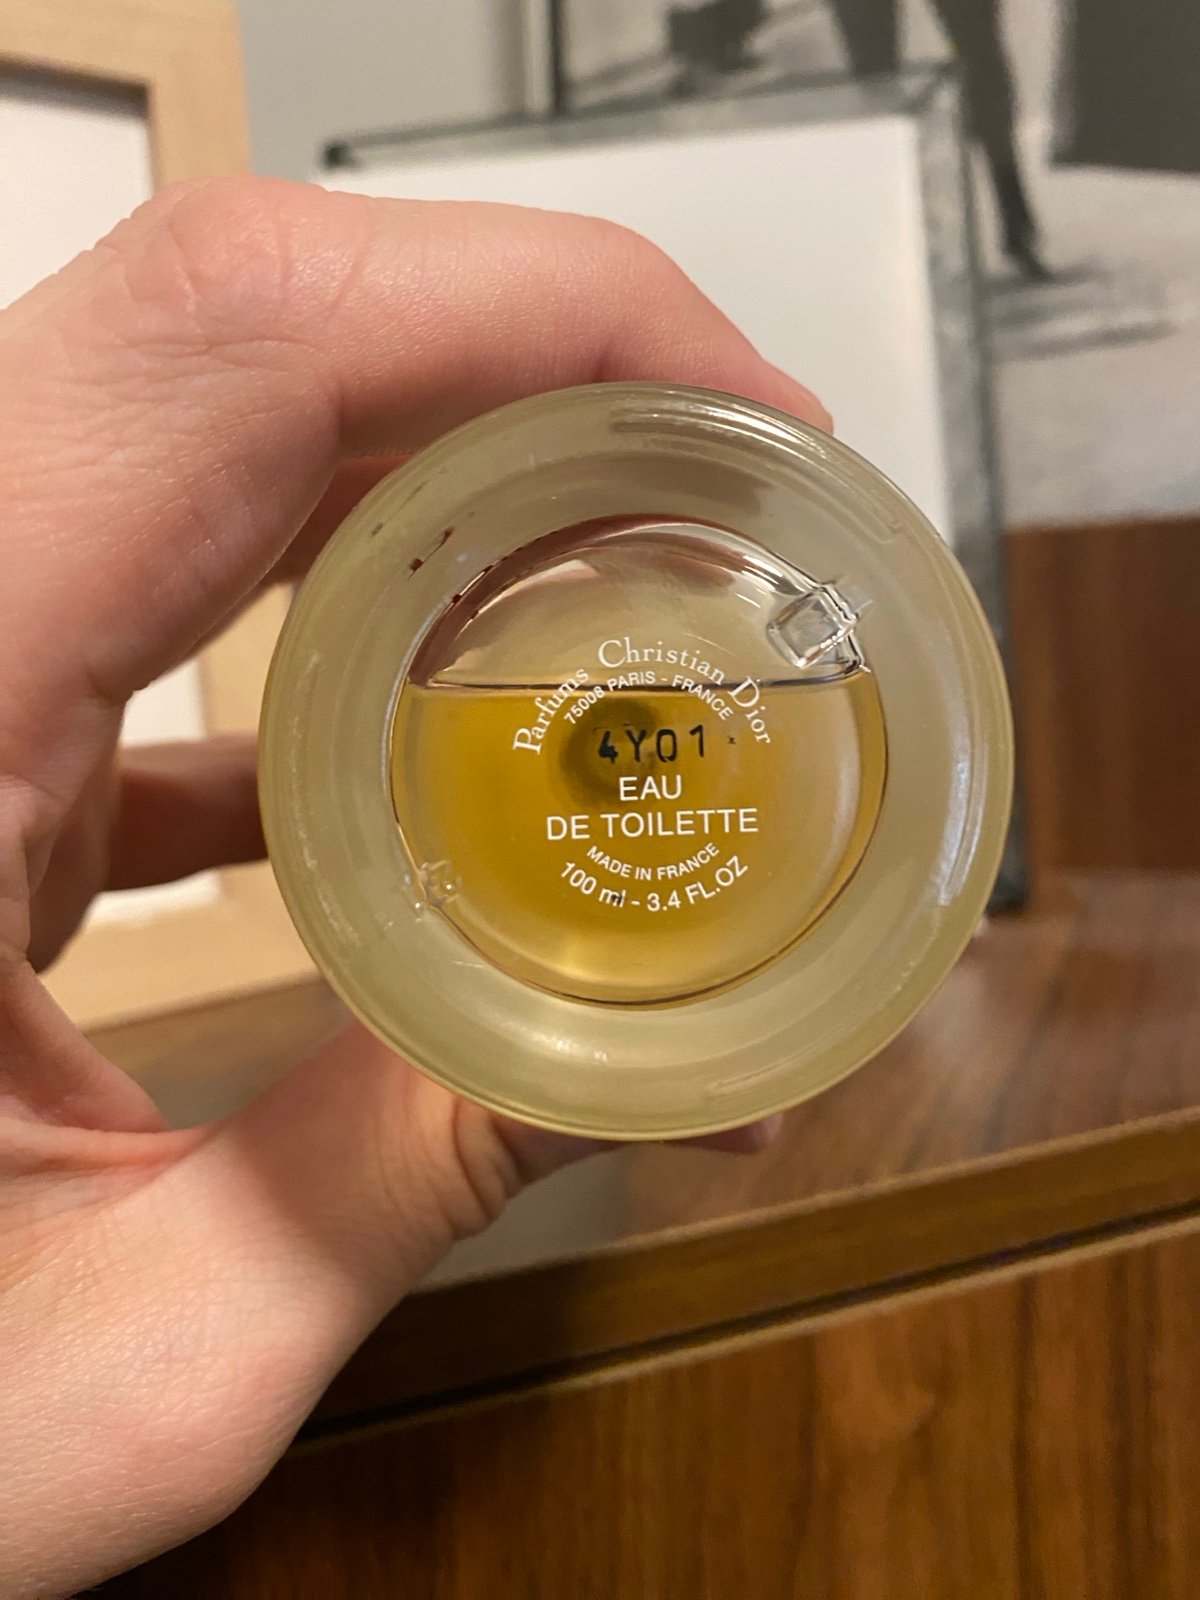 Parfums Christian Dior
75008 PARIS - FRANCE
4Y01
EAU
DE TOILETTE
MADE IN FRANCE
100 ml - 3.4 FL.OZ